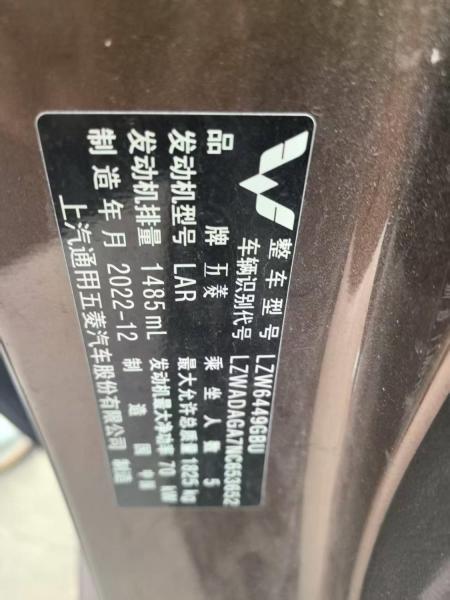 整车型号 LZW6449GBU
车辆识别代号 LZWADAGA7NC653652
品牌 五菱 乘坐人数 5
发动机型号 LAR 最大允许总质量 1825 kg
发动机排量 1485mL 发动机最大净功率 70 kW
制造年月 2022-12 制造国 中国
上汽通用五菱汽车股份有限公司 制造